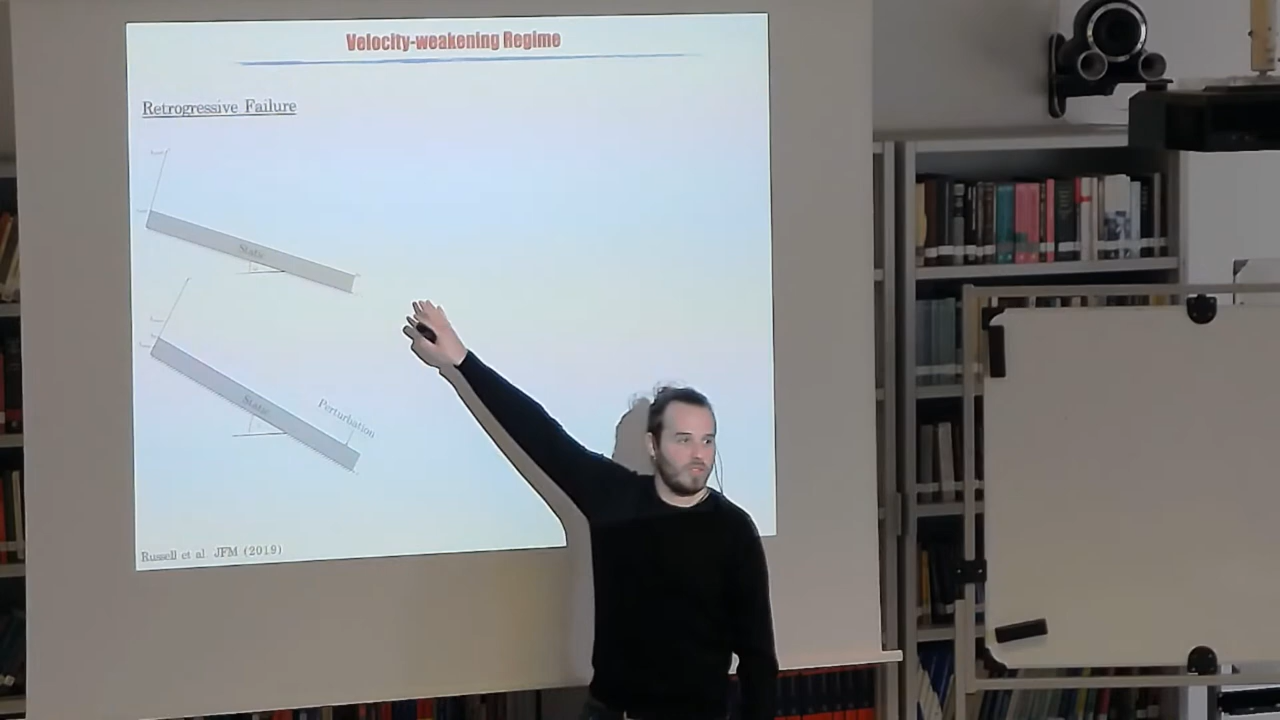 Velocity-weakening Regime
Retrogressive Failure
Static
Static
Perturbation
Russell et al. JFM (2019)